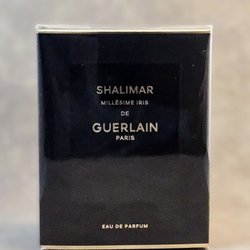 SHALIMAR
MILLÉSIME IRIS
DE
GUERLAIN
PARIS
EAU DE PARFUM